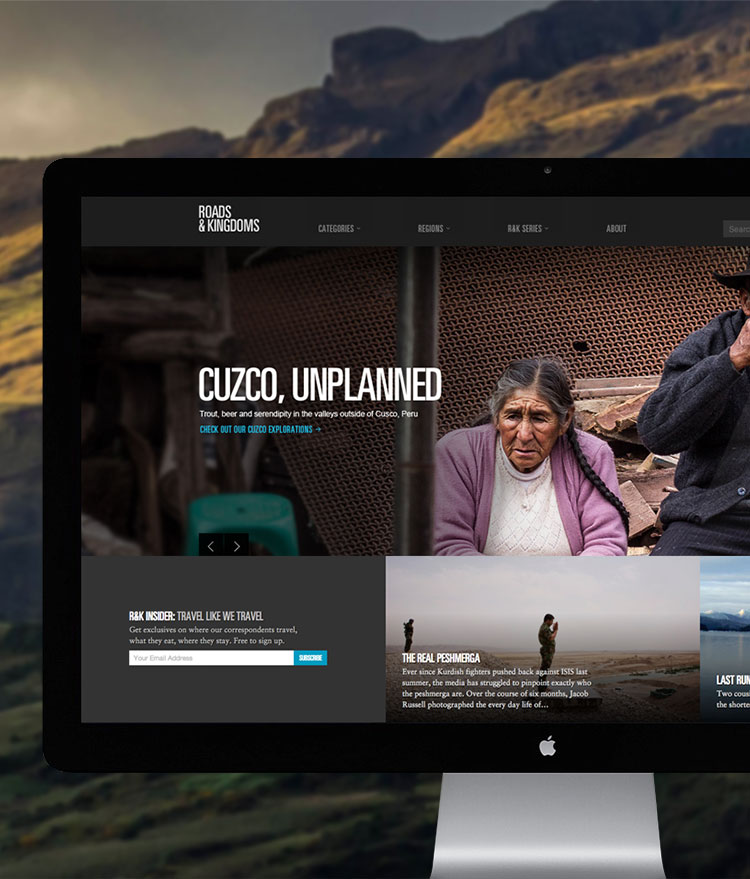 ROADS
& KINGDOMS
CATEGORIES
REGIONS
R&K SERIES
ABOUT
CUZCO, UNPLANNED
Trout, beer and serendipity in the valleys outside of Cusco, Peru
CHECK OUT OUR CUZCO EXPLORATIONS →
R&K INSIDER: TRAVEL LIKE WE TRAVEL
Get exclusives on where our correspondents travel,
what they eat, where they stay. Free to sign up.
Your Email Address
SUBSCRIBE
THE REAL PESHMERGA
Ever since Kurdish fighters pushed back against ISIS last
summer, the media has struggled to pinpoint exactly who
the peshmerga are. Over the course of six months, Jacob
Russell photographed the every day life of...
LAST
Two
the